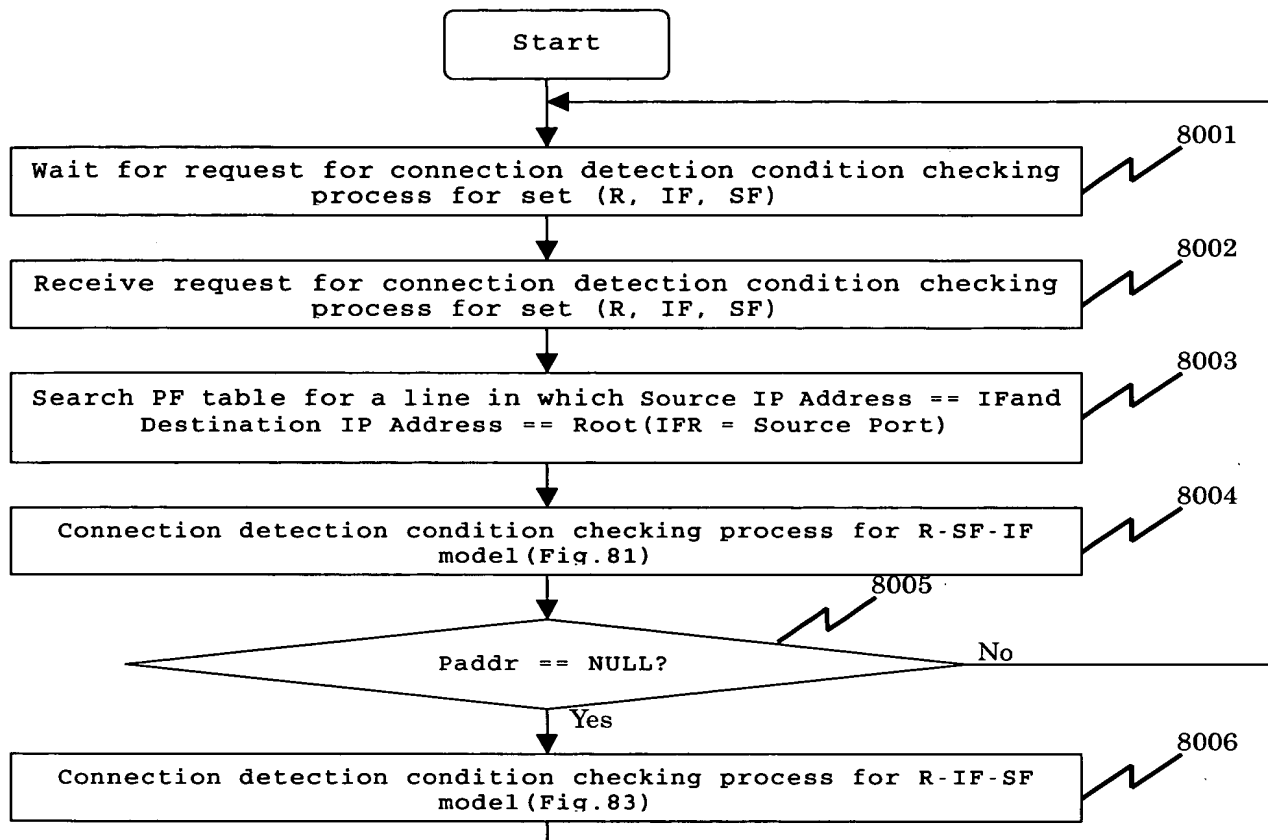 Start
8001
Wait for request for connection detection condition checking
process for set (R, IF, SF)
8002
Receive request for connection detection condition checking
process for set (R, IF, SF)
8003
Search PF table for a line in which Source IP Address == IFand
Destination IP Address == Root(IFR = Source Port)
8004
Connection detection condition checking process for R-SF-IF
model(Fig.81)
8005
Paddr == NULL?
No
Yes
8006
Connection detection condition checking process for R-IF-SF
model(Fig.83)